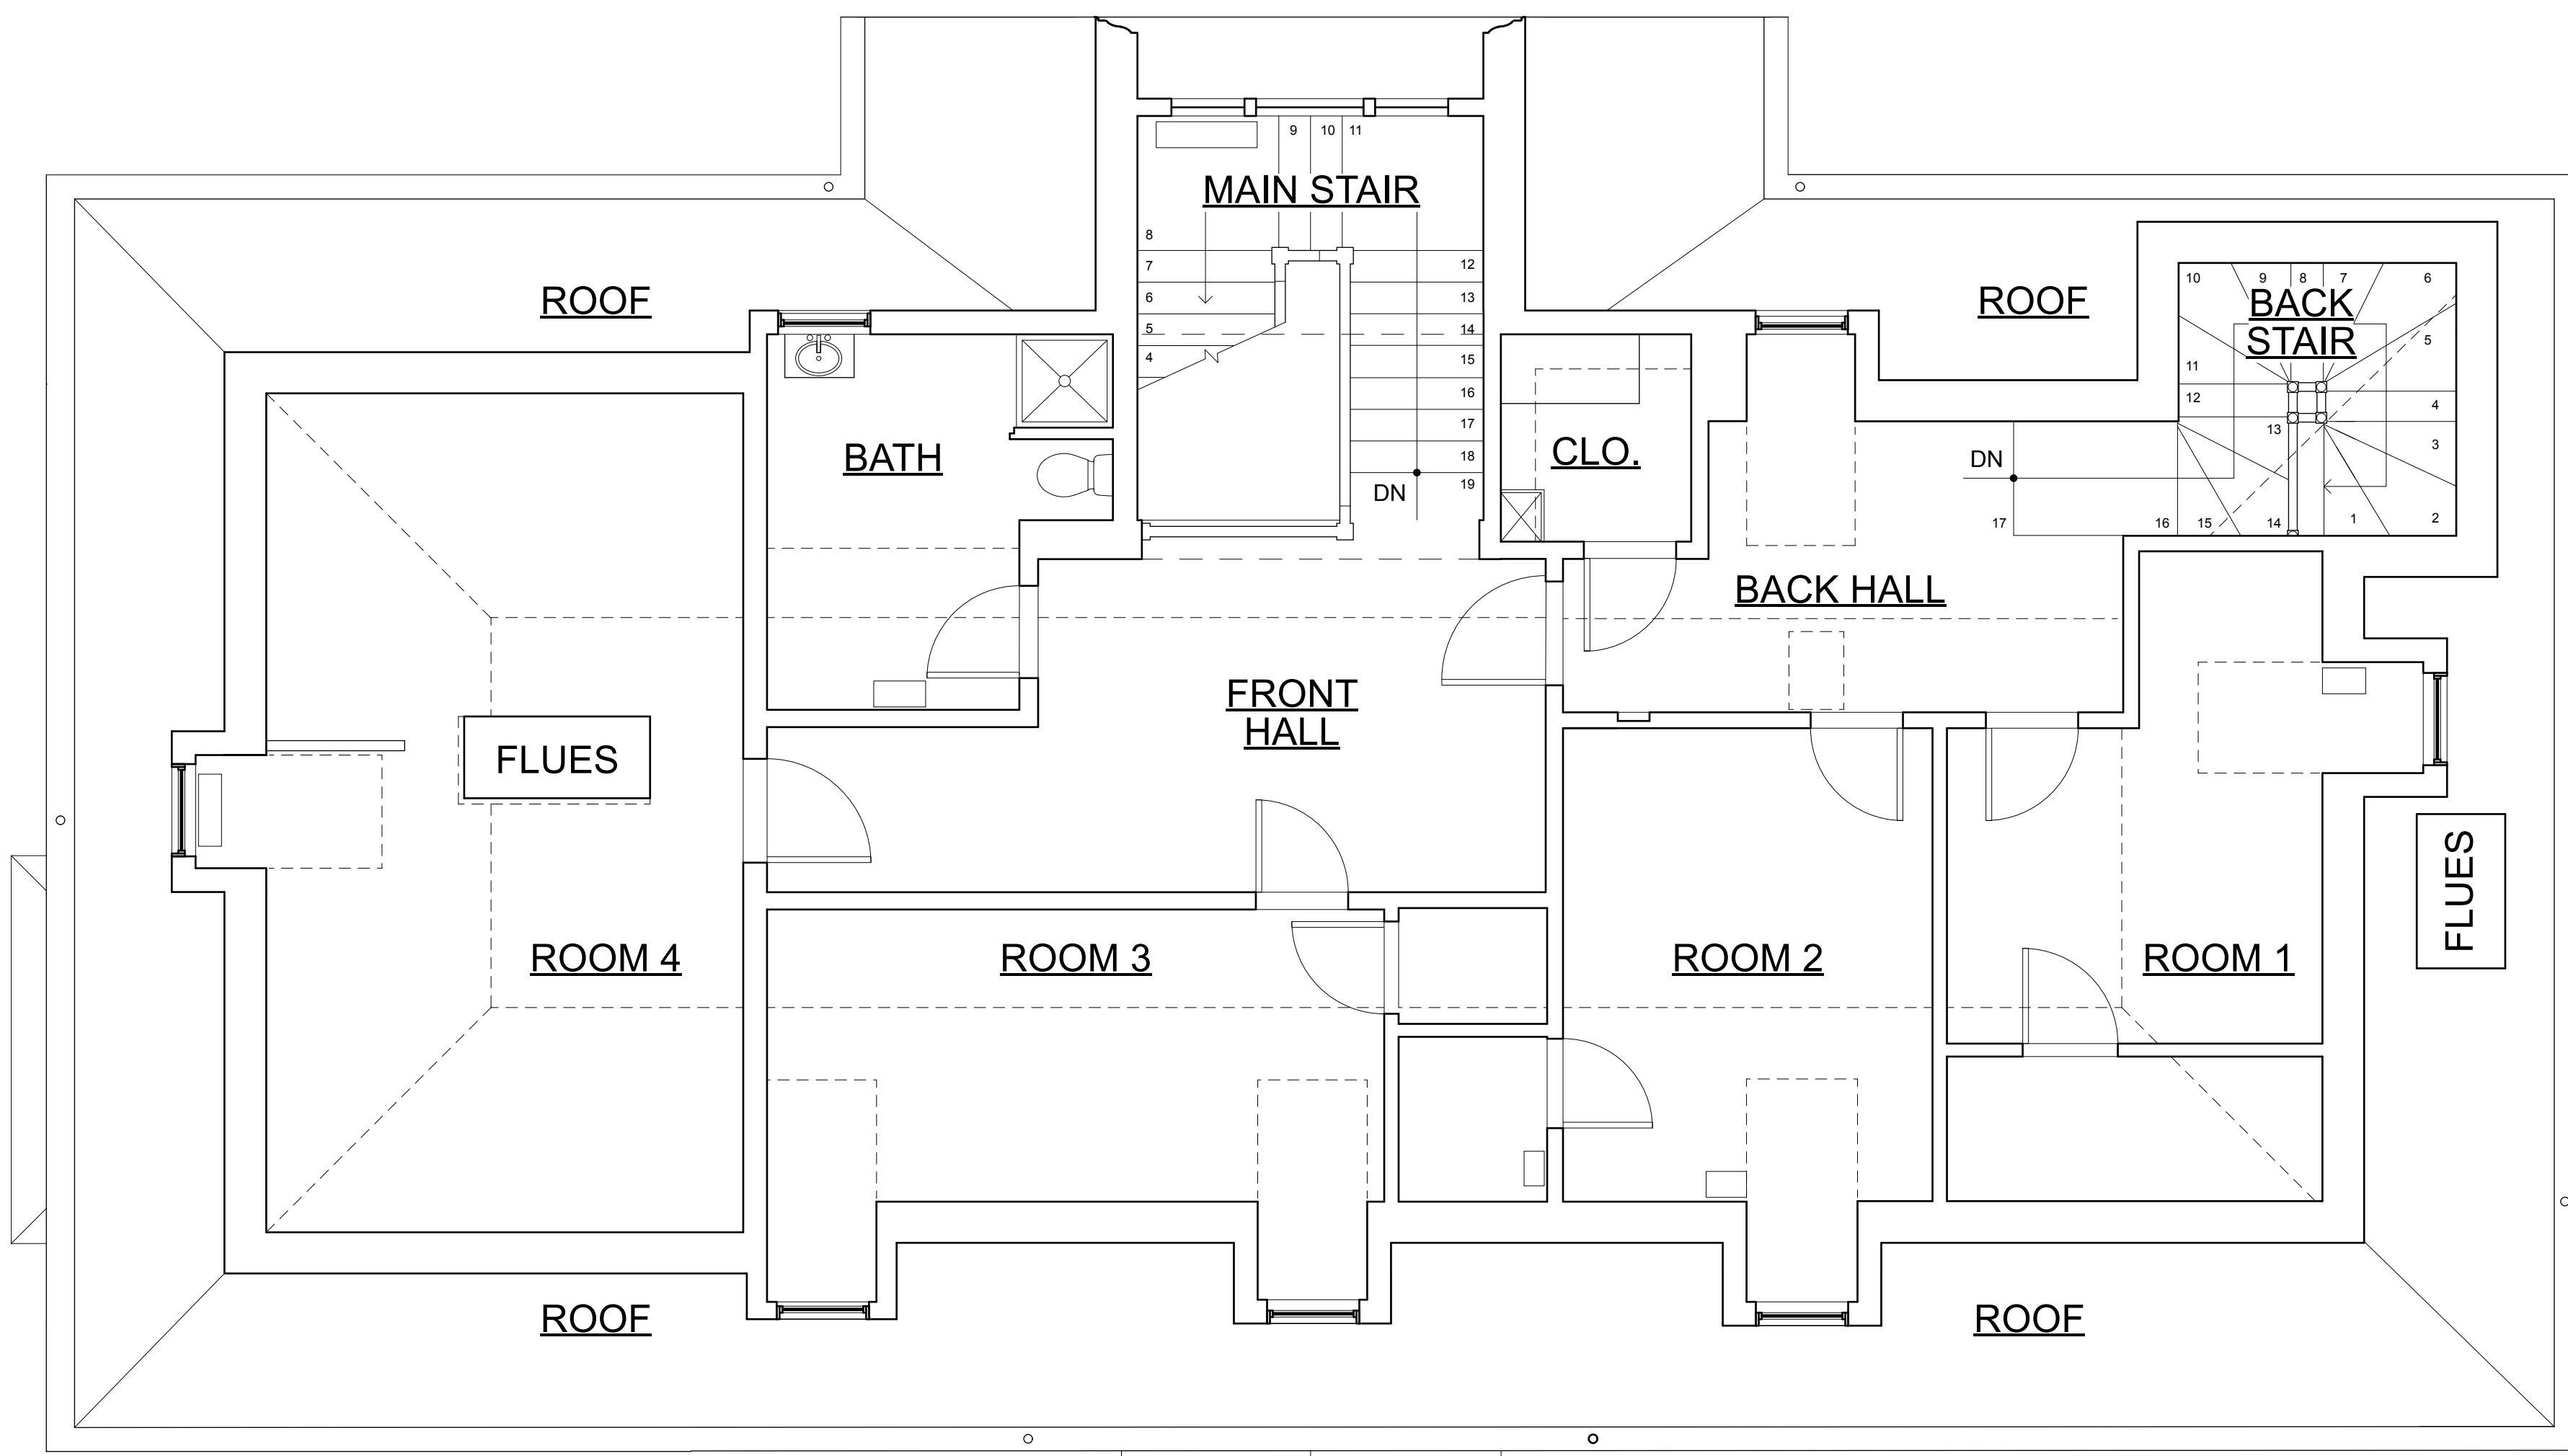 9 10 11
MAIN STAIR
8
7
6
5
4
12
13
14
15
16
17
18
19
DN
ROOF
ROOF
10 9 8 7 6
BACK
STAIR
5
11
12
4
13
3
DN
17 16 15 14 1 2
BATH
CLO.
BACK HALL
FRONT
HALL
FLUES
FLUES
ROOM 4
ROOM 3
ROOM 2
ROOM 1
ROOF
ROOF